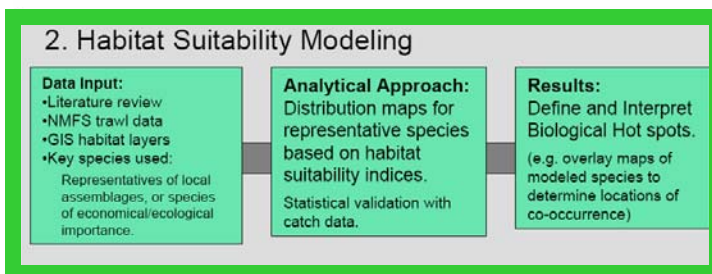 2. Habitat Suitability Modeling
Data Input:
•Literature review
•NMFS trawl data
•GIS habitat layers
•Key species used:
Representatives of local
assemblages, or species
of economical/ecological
importance.
Analytical Approach:
Distribution maps for
representative species
based on habitat
suitability indices.
Statistical validation with
catch data.
Results:
Define and Interpret
Biological Hot spots.
(e.g. overlay maps of
modeled species to
determine locations of
co-occurrence)